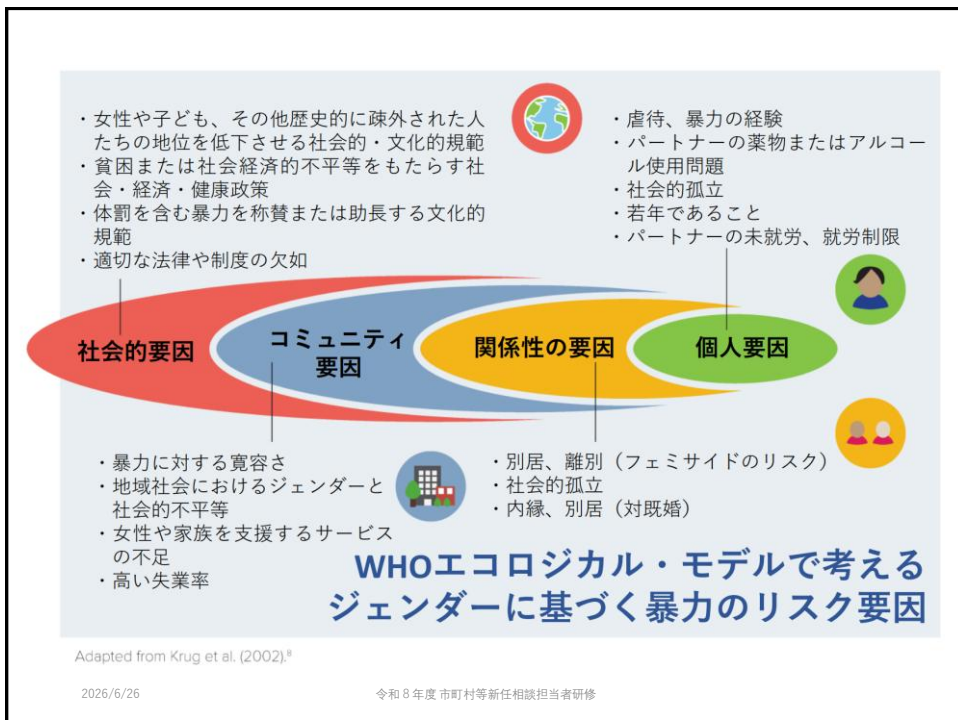 ・女性や子ども、その他歴史的に疎外された人
たちの地位を低下させる社会的・文化的規範
・貧困または社会経済的不平等をもたらす社
会・経済・健康政策
・体罰を含む暴力を称賛または助長する文化的
規範
・適切な法律や制度の欠如
・虐待、暴力の経験
・パートナーの薬物またはアルコー
ル使用問題
・社会的孤立
・若年であること
・パートナーの未就労、就労制限
社会的要因
コミュニティ
要因
関係性の要因
個人要因
・暴力に対する寛容さ
・地域社会におけるジェンダーと
社会的不平等
・女性や家族を支援するサービス
の不足
・高い失業率
・別居、離別（フェミサイドのリスク）
・社会的孤立
・内縁、別居（対既婚）
WHOエコロジカル・モデルで考える
ジェンダーに基づく暴力のリスク要因
Adapted from Krug et al. (2002).⁸
2026/6/26
令和８年度 市町村等新任相談担当者研修